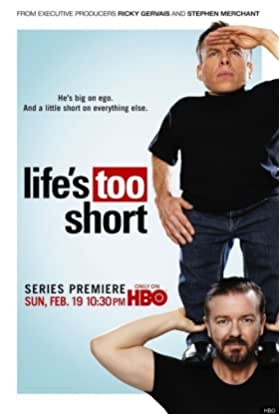 FROM EXECUTIVE PRODUCERS RICKY GERVAIS AND STEPHEN MERCHANT
He's big on ego.
And a little short on everything else.
life's too
short
SERIES PREMIERE
SUN, FEB. 19 10:30PM ONLY ON HBO
HBO